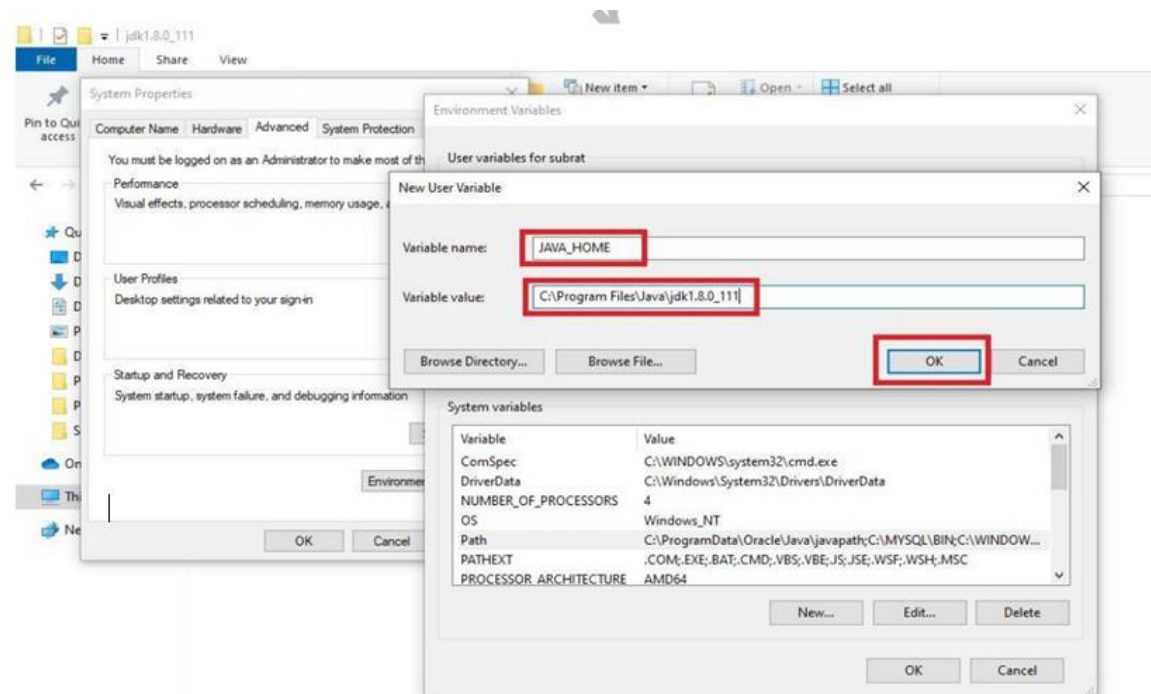 jdk1.8.0_111
File Home Share View
New item Open Select all
Pin to Qui
access
System Properties
Computer Name Hardware Advanced System Protection
You must be logged on as an Administrator to make most of th
Performance
Visual effects, processor scheduling, memory usage,
User Profiles
Desktop settings related to your sign-in
Startup and Recovery
System startup, system failure, and debugging information
Environmen
OK Cancel
Qu
D
D
D
P
D
P
P
S
On
Thi
Ne
Environment Variables
User variables for subrat
New User Variable
Variable name: JAVA_HOME
Variable value: C:\Program Files\Java\jdk1.8.0_111
Browse Directory... Browse File... OK Cancel
System variables
Variable Value
ComSpec C:\WINDOWS\system32\cmd.exe
DriverData C:\Windows\System32\Drivers\DriverData
NUMBER_OF_PROCESSORS 4
OS Windows_NT
Path C:\ProgramData\Oracle\Java\javapath;C:\MYSQL\BIN;C:\WINDOW...
PATHEXT .COM;.EXE;.BAT;.CMD;.VBS;.VBE;.JS;.JSE;.WSF;.WSH;.MSC
PROCESSOR_ARCHITECTURE AMD64
New... Edit... Delete
OK Cancel